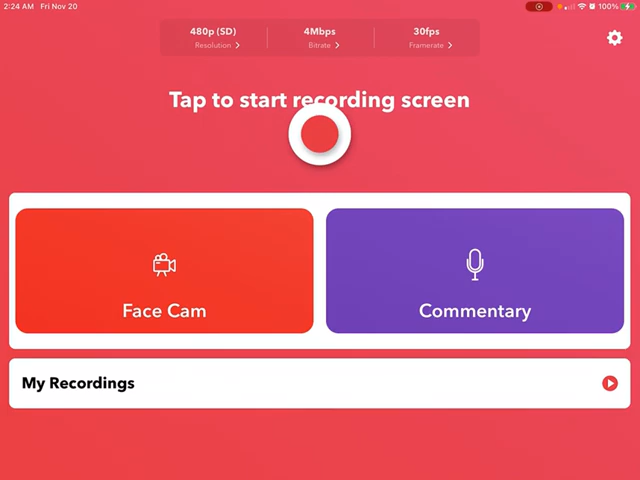 2:24 AM Fri Nov 20
100%
480p (SD) 4Mbps 30fps
Resolution Bitrate Framerate
Tap to start recording screen
Face Cam Commentary
My Recordings